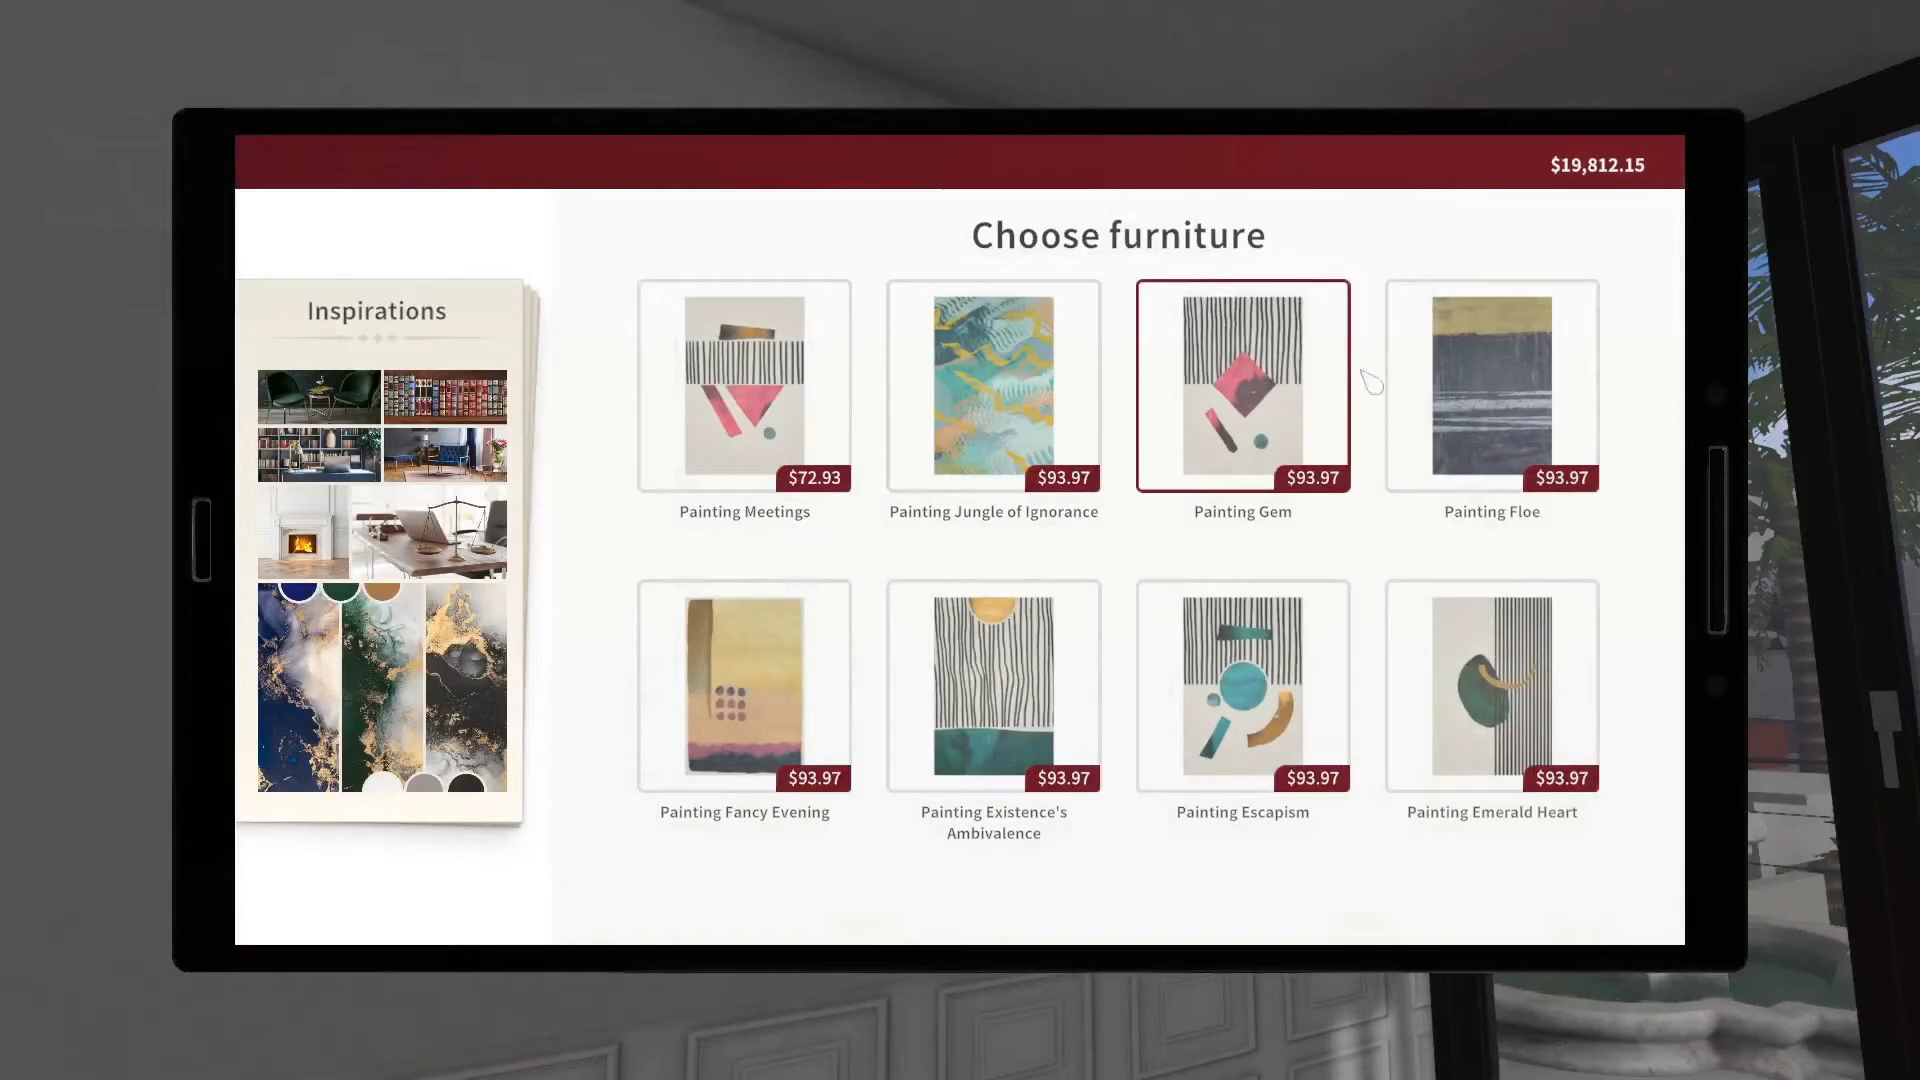 $19,812.15
Choose furniture
Inspirations
$72.93
$93.97
$93.97
$93.97
Painting Meetings
Painting Jungle of Ignorance
Painting Gem
Painting Floe
$93.97
$93.97
$93.97
$93.97
Painting Fancy Evening
Painting Existence's
Ambivalence
Painting Escapism
Painting Emerald Heart